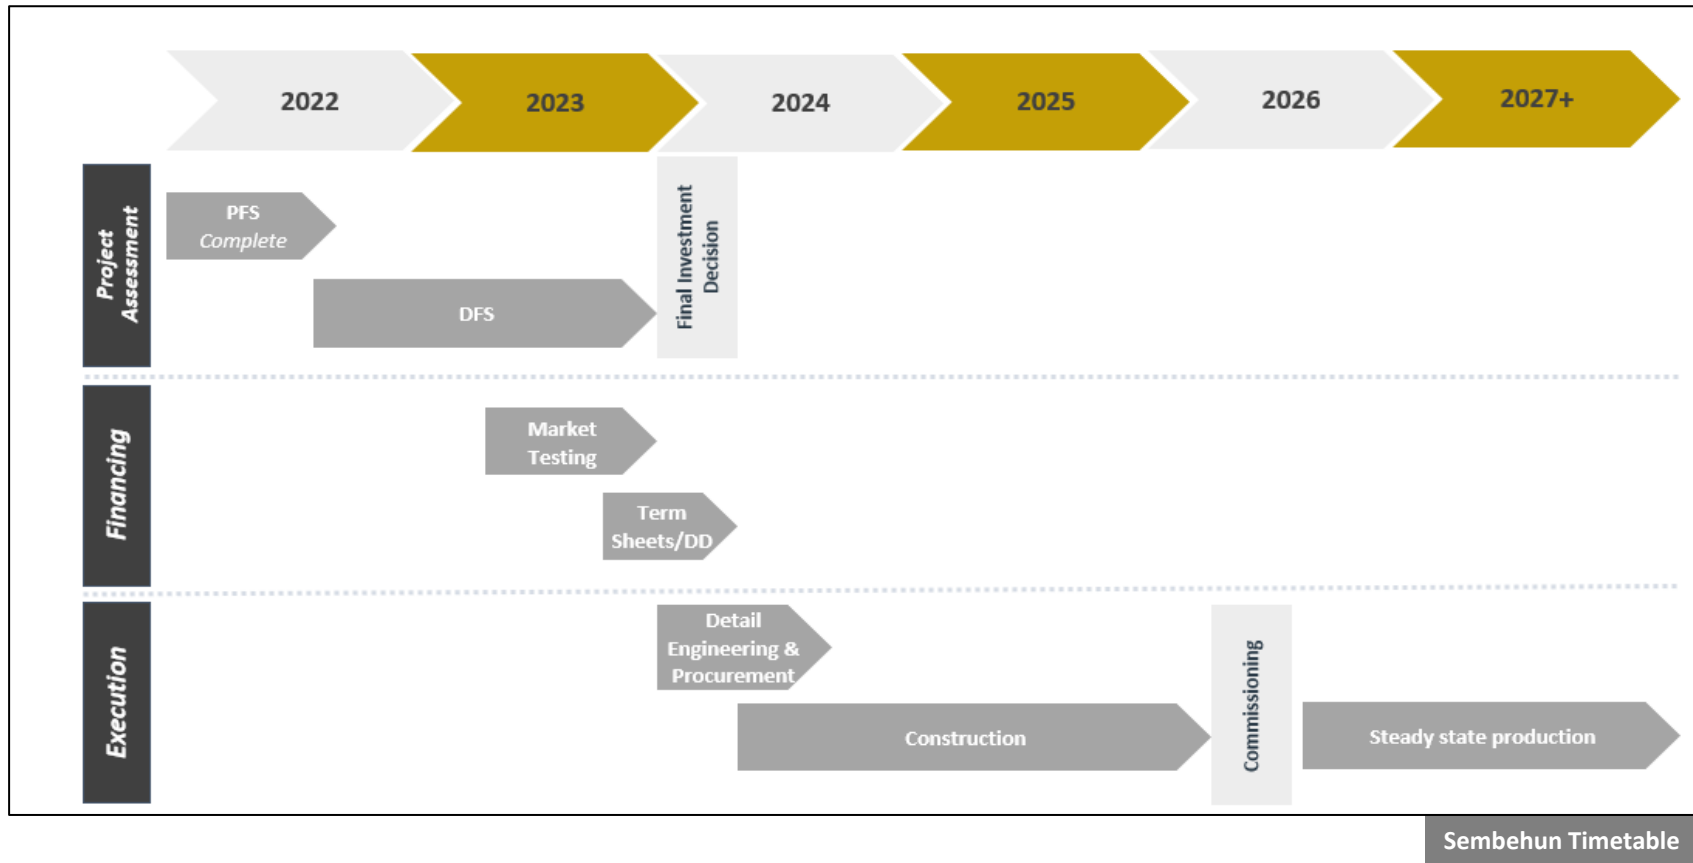 2022
2023
2024
2025
2026
2027+
Project
Assessment
PFS
Complete
DFS
Final Investment
Decision
Financing
Market
Testing
Term
Sheets/DD
Execution
Detail
Engineering &
Procurement
Construction
Commissioning
Steady state production
Sembehun Timetable